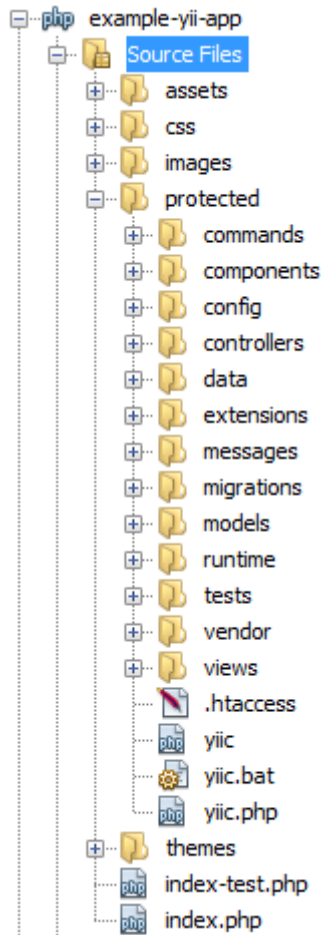 example-yii-app
Source Files
assets
css
images
protected
commands
components
config
controllers
data
extensions
messages
migrations
models
runtime
tests
vendor
views
.htaccess
yiic
yiic.bat
yiic.php
themes
index-test.php
index.php